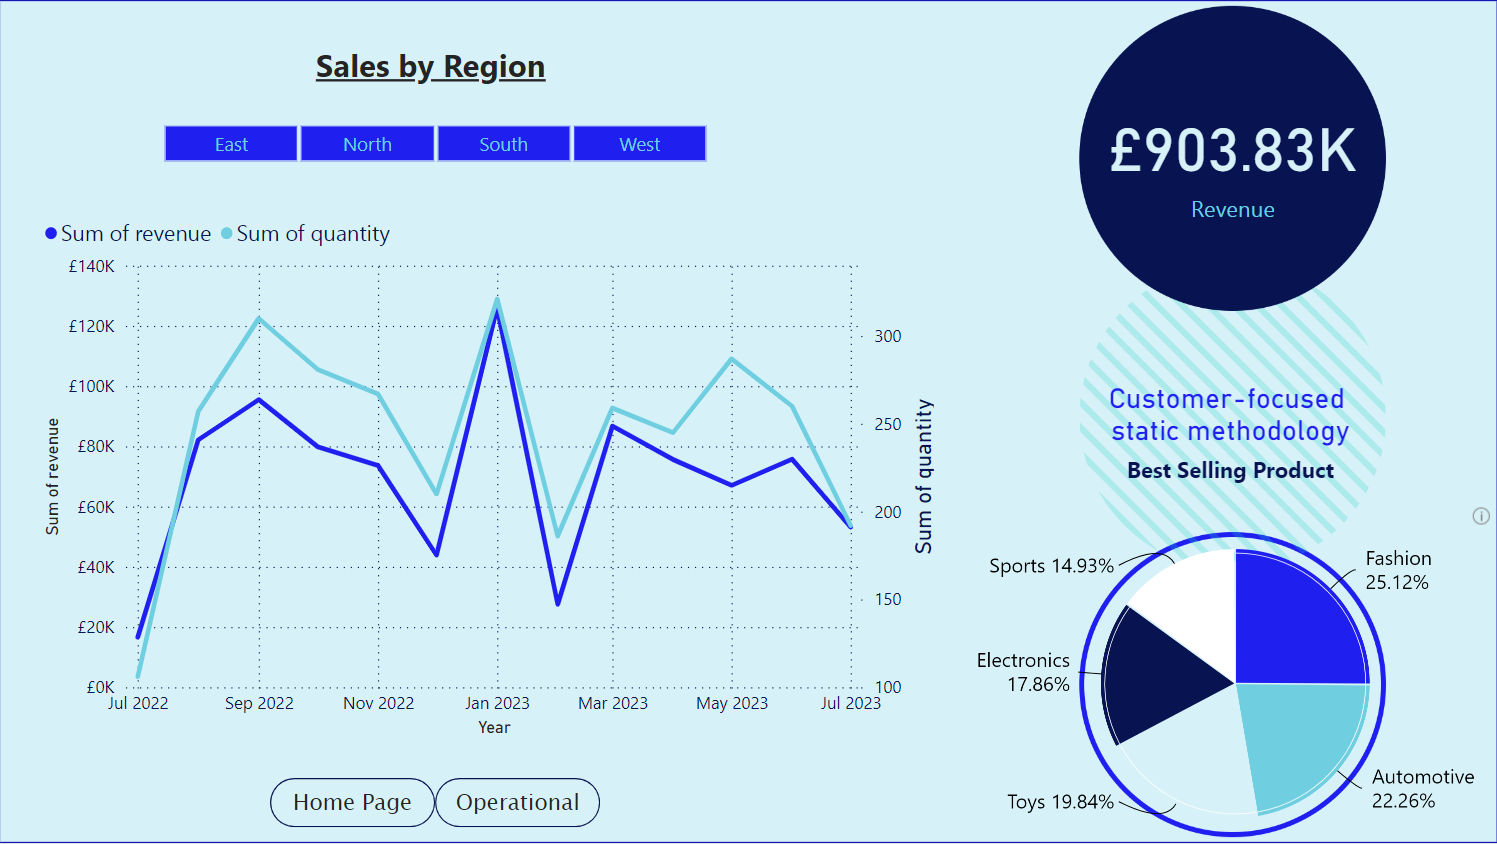 Sales by Region
East North South West
Sum of revenue Sum of quantity
£140K
£120K
£100K
£80K
£60K
£40K
£20K
£0K
Sum of revenue
300
250
200
150
100
Sum of quantity
Jul 2022 Sep 2022 Nov 2022 Jan 2023 Mar 2023 May 2023 Jul 2023
Year
Home Page Operational
£903.83K
Revenue
Customer-focused
static methodology
Best Selling Product
Sports 14.93%
Fashion
25.12%
Electronics
17.86%
Automotive
22.26%
Toys 19.84%